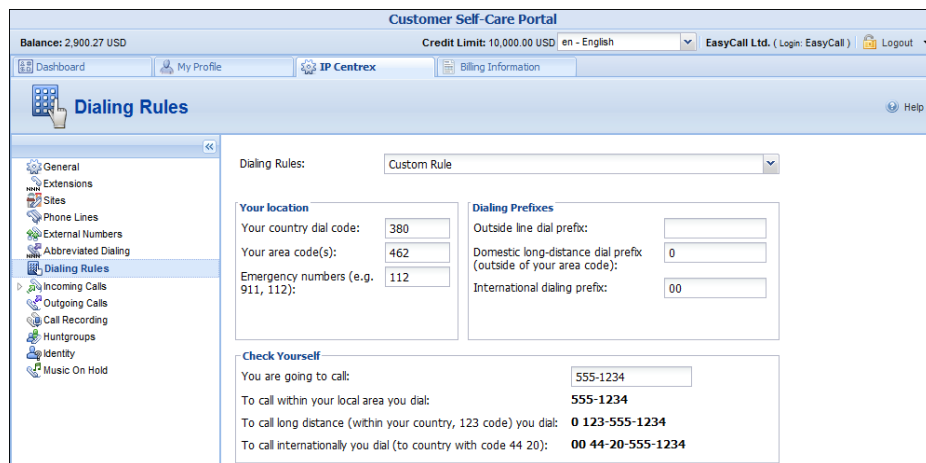 Customer Self-Care Portal
Balance: 2,900.27 USD Credit Limit: 10,000.00 USD en - English EasyCall Ltd. ( Login: EasyCall ) Logout
Dashboard My Profile IP Centrex Billing Information
Dialing Rules Help
General
Extensions
Sites
Phone Lines
External Numbers
Abbreviated Dialing
Dialing Rules
Incoming Calls
Outgoing Calls
Call Recording
Huntgroups
Identity
Music On Hold
Dialing Rules: Custom Rule
Your location
Your country dial code: 380
Your area code(s): 462
Emergency numbers (e.g. 112
911, 112):
Dialing Prefixes
Outside line dial prefix:
Domestic long-distance dial prefix 0
(outside of your area code):
International dialing prefix: 00
Check Yourself
You are going to call: 555-1234
To call within your local area you dial: 555-1234
To call long distance (within your country, 123 code) you dial: 0 123-555-1234
To call internationally you dial (to country with code 44 20): 00 44-20-555-1234